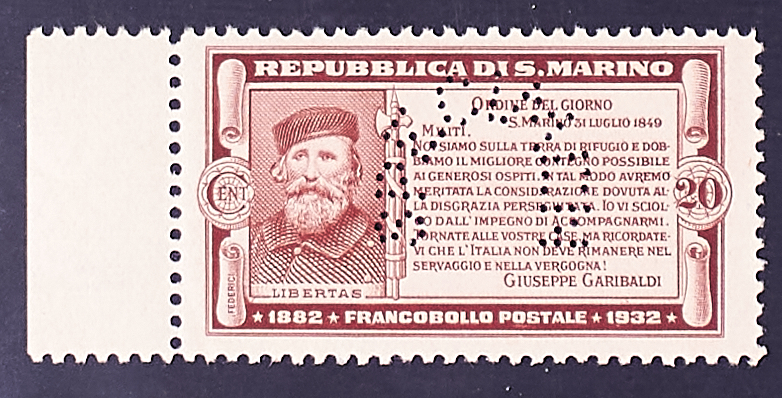 REPUBBLICA DI S. MARINO
ORDINE DEL GIORNO
S. MARINO 31 LUGLIO 1849
MILITI.
NOI SIAMO SULLA TERRA DI RIFUGIO E DOB-
BIAMO IL MIGLIORE CONTEGNO POSSIBILE
AI GENEROSI OSPITI. IN TAL MODO AVREMO
MERITATA LA CONSIDERAZIONE DOVUTA AL-
LA DISGRAZIA PERSEGUITATA. IO VI SCIOL-
GO DALL'IMPEGNO DI ACCOMPAGNARMI.
TORNATE ALLE VOSTRE CASE, MA RICORDATE-
VI CHE L'ITALIA NON DEVE RIMANERE NEL
SERVAGGIO E NELLA VERGOGNA!
GIUSEPPE GARIBALDI
CENT
20
LIBERTAS
FEDERICI
★ 1882 ★ FRANCOBOLLO POSTALE ★ 1932 ★